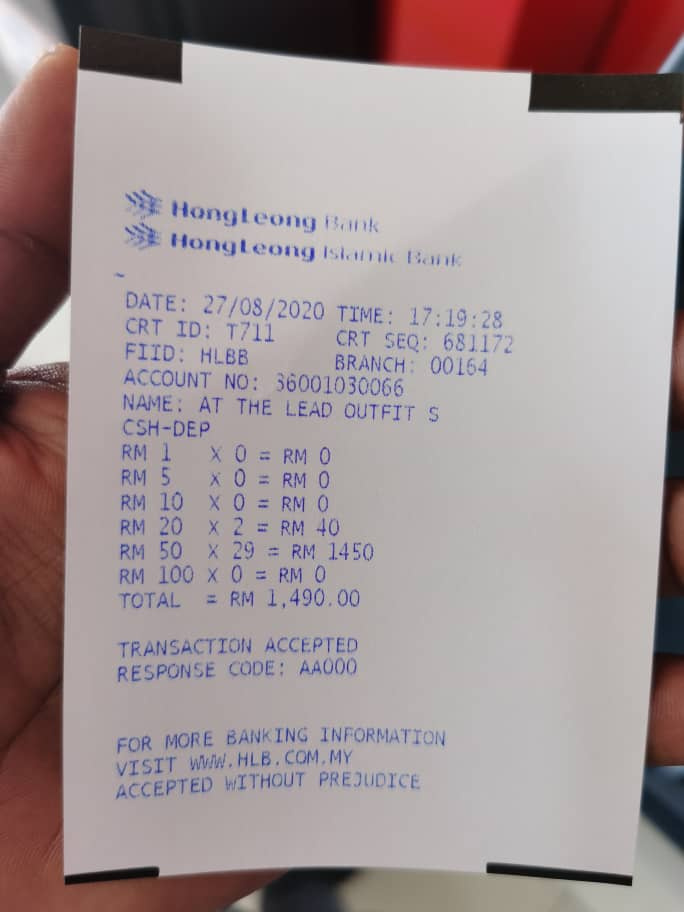 HongLeong Bank
HongLeong Islamic Bank
~
DATE: 27/08/2020 TIME: 17:19:28
CRT ID: T711 CRT SEQ: 681172
FIID: HLBB BRANCH: 00164
ACCOUNT NO: 36001030066
NAME: AT THE LEAD OUTFIT S
CSH-DEP
RM 1 X 0 = RM 0
RM 5 X 0 = RM 0
RM 10 X 0 = RM 0
RM 20 X 2 = RM 40
RM 50 X 29 = RM 1450
RM 100 X 0 = RM 0
TOTAL = RM 1,490.00
TRANSACTION ACCEPTED
RESPONSE CODE: AA000
FOR MORE BANKING INFORMATION
VISIT WWW.HLB.COM.MY
ACCEPTED WITHOUT PREJUDICE